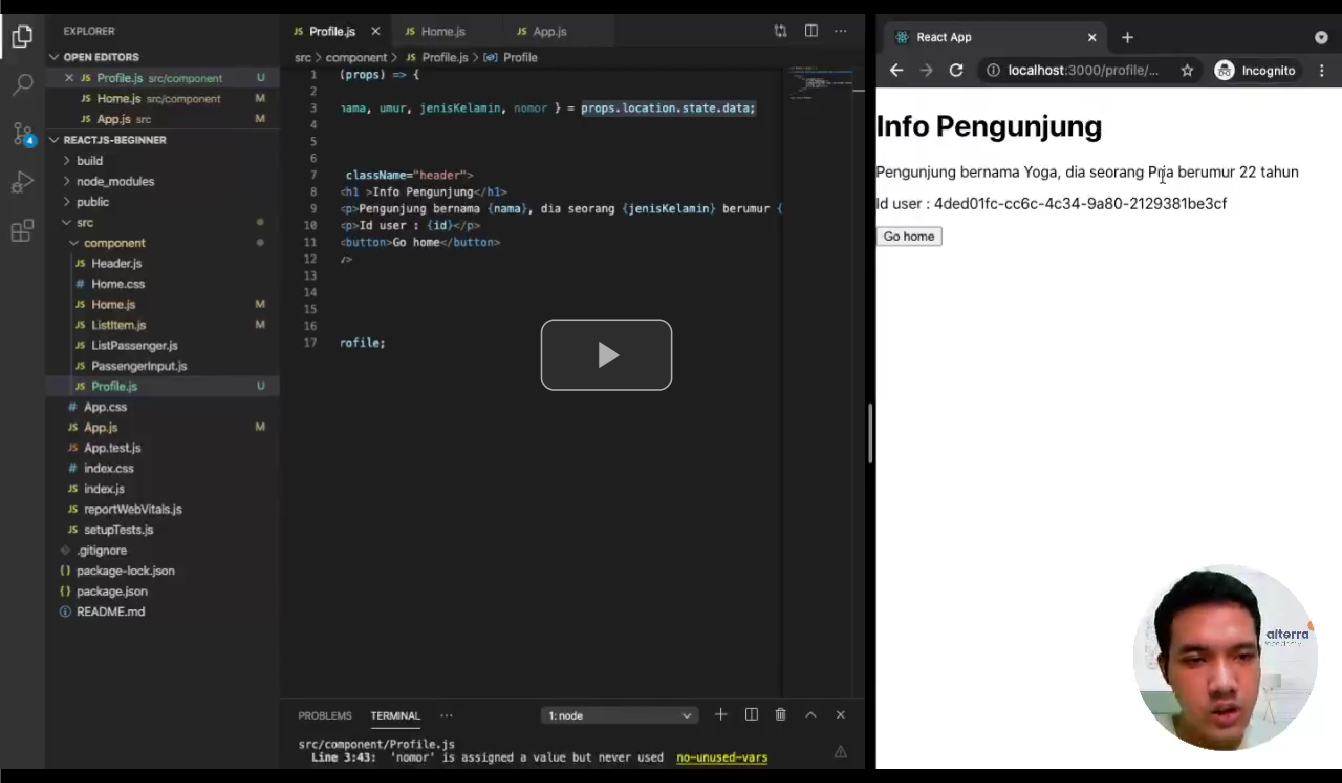 EXPLORER
OPEN EDITORS
JS Profile.js src/component U
JS Home.js src/component M
JS App.js src M
REACTJS-BEGINNER
build
node_modules
public
src
component
JS Header.js
# Home.css
JS Home.js M
JS ListItem.js M
JS ListPassenger.js
JS PassengerInput.js
JS Profile.js U
# App.css
JS App.js M
JS App.test.js
# index.css
JS index.js
JS reportWebVitals.js
JS setupTests.js
.gitignore
{} package-lock.json
{} package.json
README.md
4
JS Profile.js JS Home.js JS App.js
src > component > JS Profile.js > Profile
1 (props) => {
2
3 nama, umur, jenisKelamin, nomor } = props.location.state.data;
4
5
6
7 className="header">
8 <h1 >Info Pengunjung</h1>
9 <p>Pengunjung bernama {nama}, dia seorang {jenisKelamin} berumur {
10 <p>Id user : {id}</p>
11 <button>Go home</button>
12 />
13
14
15
16
17 rofile;
PROBLEMS TERMINAL ··· 1: node
src/component/Profile.js
Line 3:43: 'nomor' is assigned a value but never used no-unused-vars
React App
localhost:3000/profile/... Incognito
Info Pengunjung
Pengunjung bernama Yoga, dia seorang Pria berumur 22 tahun
Id user : 4ded01fc-cc6c-4c34-9a80-2129381be3cf
Go home
alterra